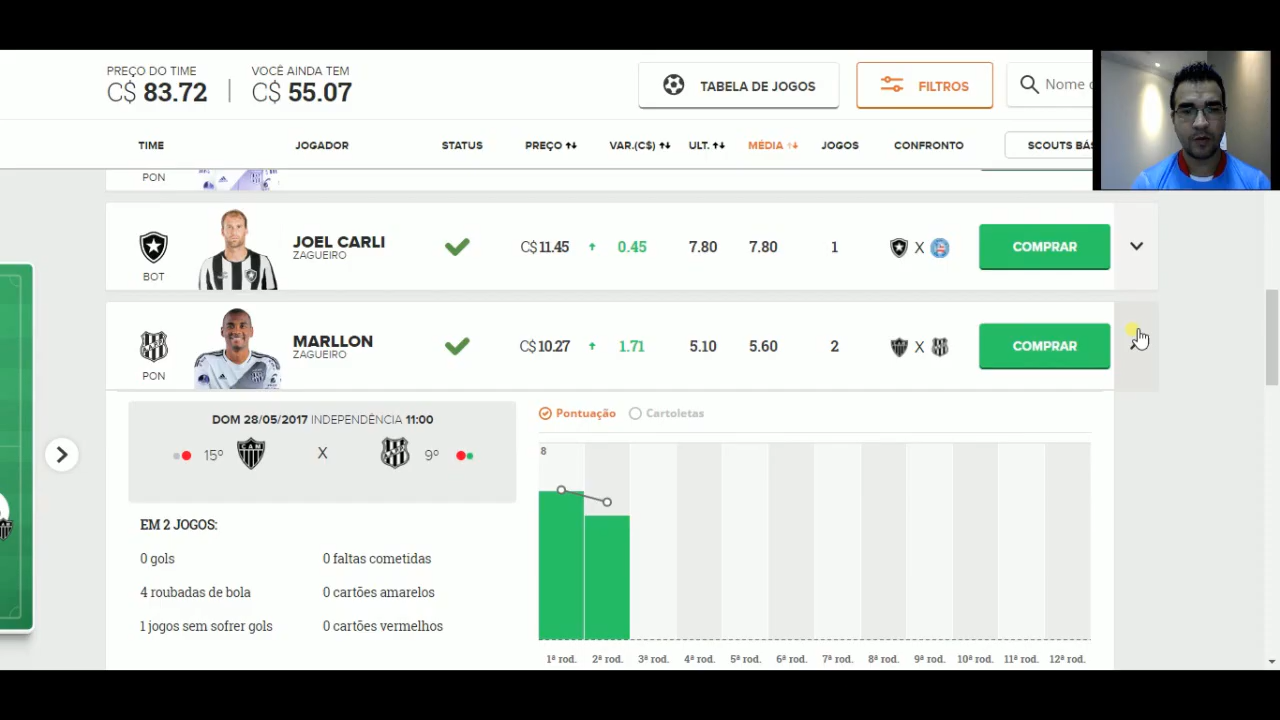 PREÇO DO TIME
C$ 83.72
VOCÊ AINDA TEM
C$ 55.07
TABELA DE JOGOS
FILTROS
Nome
TIME
JOGADOR
STATUS
PREÇO
VAR.(C$)
ULT.
MÉDIA
JOGOS
CONFRONTO
SCOUTS BÁS
PON
BOT
JOEL CARLI
ZAGUEIRO
C$ 11.45
0.45
7.80
7.80
1
X
COMPRAR
PON
MARLLON
ZAGUEIRO
C$ 10.27
1.71
5.10
5.60
2
X
COMPRAR
DOM 28/05/2017 INDEPENDÊNCIA 11:00
15º
CAM
X
9º
EM 2 JOGOS:
0 gols
0 faltas cometidas
4 roubadas de bola
0 cartões amarelos
1 jogos sem sofrer gols
0 cartões vermelhos
Pontuação
Cartoletas
8
1ª rod. 2ª rod. 3ª rod. 4ª rod. 5ª rod. 6ª rod. 7ª rod. 8ª rod. 9ª rod. 10ª rod. 11ª rod. 12ª rod.